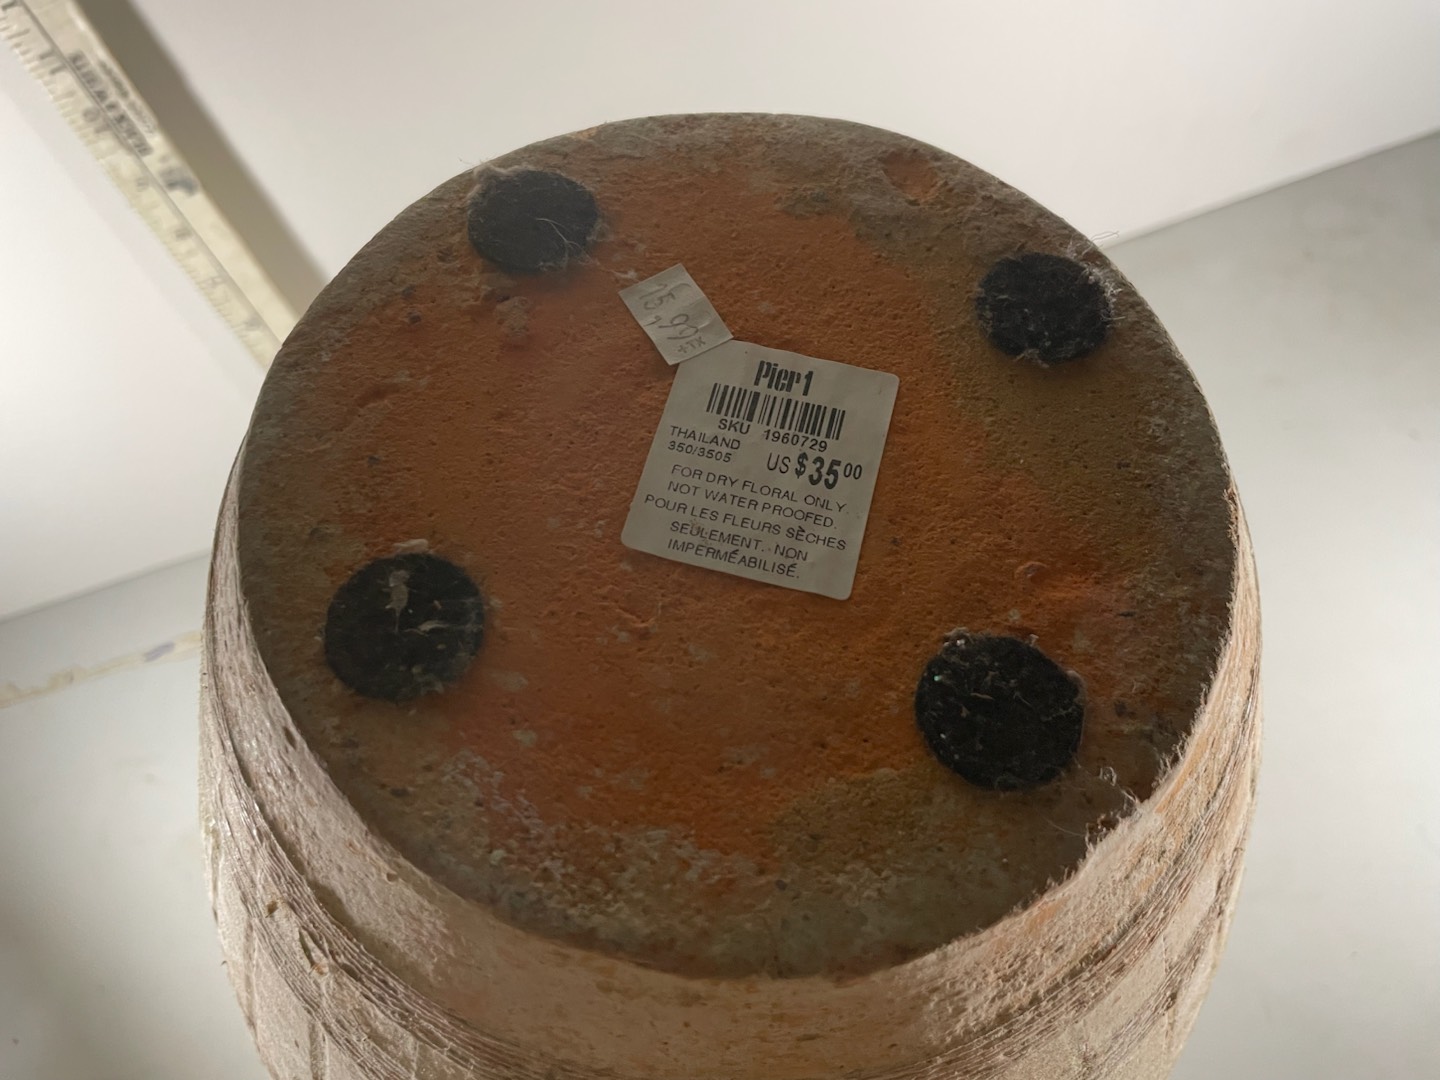 15.99
+TX
Pier 1
SKU 1960729
THAILAND
350/3505
US $35 00
FOR DRY FLORAL ONLY.
NOT WATER PROOFED.
POUR LES FLEURS SÈCHES
SEULEMENT. NON
IMPERMÉABILISÉ.